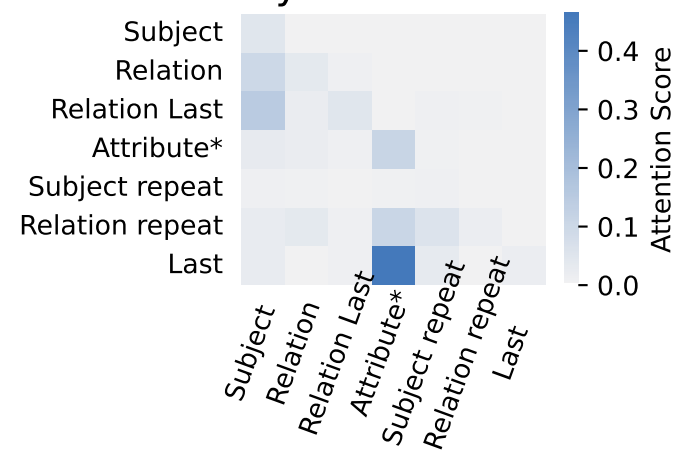 Subject
Relation
Relation Last
Attribute*
Subject repeat
Relation repeat
Last
Subject
Relation
Relation Last
Attribute*
Subject repeat
Relation repeat
Last
0.4
0.3
0.2
0.1
0.0
Attention Score